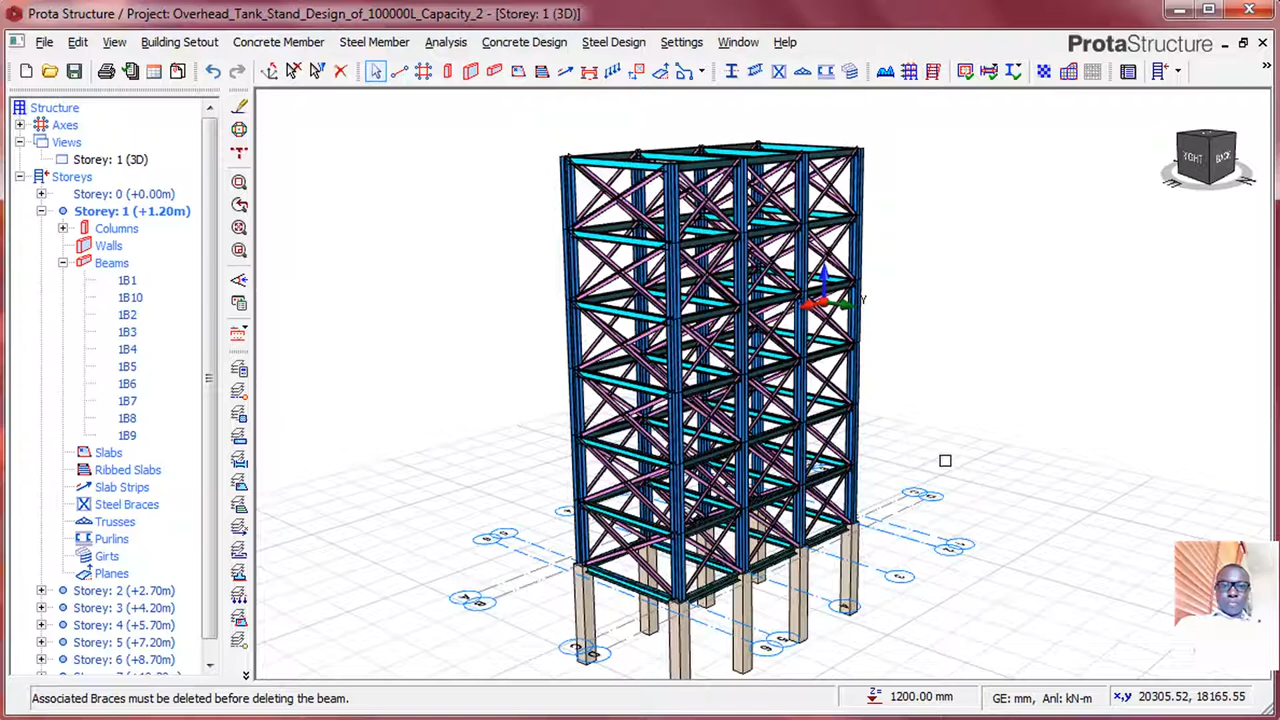 Prota Structure / Project: Overhead_Tank_Stand_Design_of_100000L_Capacity_2 - [Storey: 1 (3D)]
File Edit View Building Setout Concrete Member Steel Member Analysis Concrete Design Steel Design Settings Window Help
ProtaStructure
Structure
Axes
Views
Storey: 1 (3D)
Storeys
Storey: 0 (+0.00m)
Storey: 1 (+1.20m)
Columns
Walls
Beams
1B1
1B10
1B2
1B3
1B4
1B5
1B6
1B7
1B8
1B9
Slabs
Ribbed Slabs
Slab Strips
Steel Braces
Trusses
Purlins
Girts
Planes
Storey: 2 (+2.70m)
Storey: 3 (+4.20m)
Storey: 4 (+5.70m)
Storey: 5 (+7.20m)
Storey: 6 (+8.70m)
RIGHT BACK
Y
Associated Braces must be deleted before deleting the beam.
Z= 1200.00 mm
GE: mm, Anl: kN-m
x,y 20305.52, 18165.55